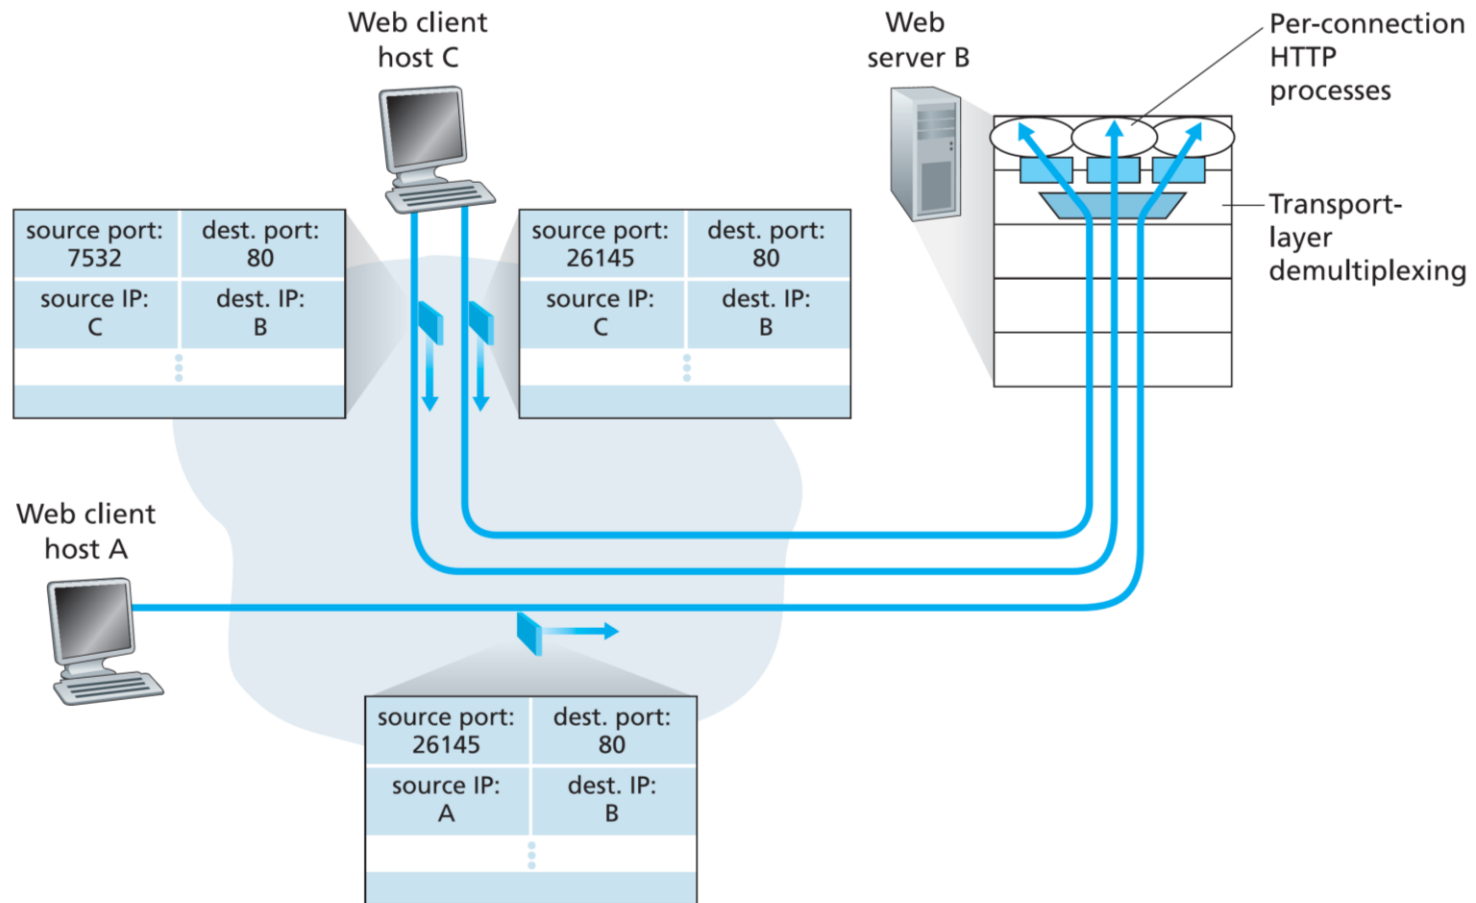 Web client
host C
Web
server B
Per-connection
HTTP
processes
Transport-
layer
demultiplexing
source port:
7532
dest. port:
80
source IP:
C
dest. IP:
B
source port:
26145
dest. port:
80
source IP:
C
dest. IP:
B
Web client
host A
source port:
26145
dest. port:
80
source IP:
A
dest. IP:
B